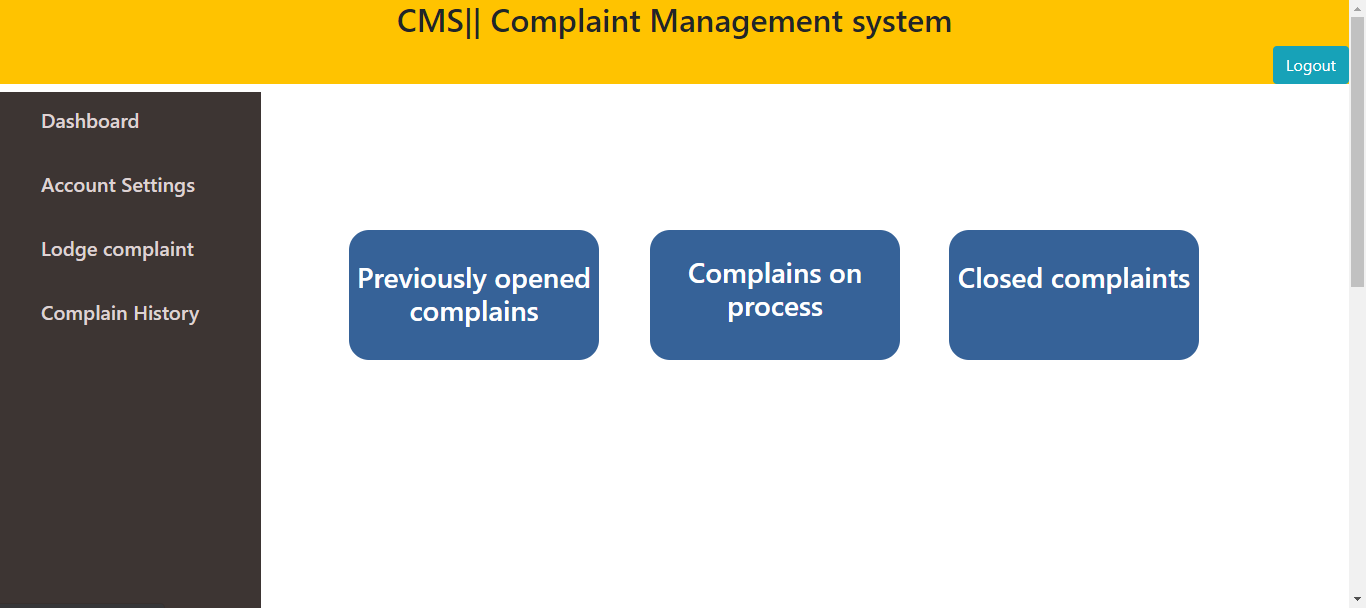 CMS|| Complaint Management system
Logout
Dashboard
Account Settings
Lodge complaint
Complain History
Previously opened
complains
Complains on
process
Closed complaints